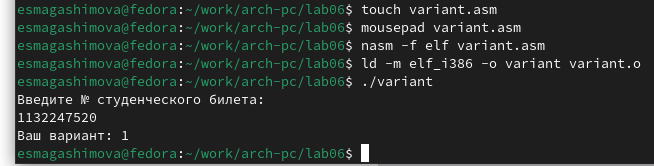 esmagashimova@fedora:~/work/arch-pc/lab06$ touch variant.asm
esmagashimova@fedora:~/work/arch-pc/lab06$ mousepad variant.asm
esmagashimova@fedora:~/work/arch-pc/lab06$ nasm -f elf variant.asm
esmagashimova@fedora:~/work/arch-pc/lab06$ ld -m elf_i386 -o variant variant.o
esmagashimova@fedora:~/work/arch-pc/lab06$ ./variant
Введите № студенческого билета:
1132247520
Ваш вариант: 1
esmagashimova@fedora:~/work/arch-pc/lab06$